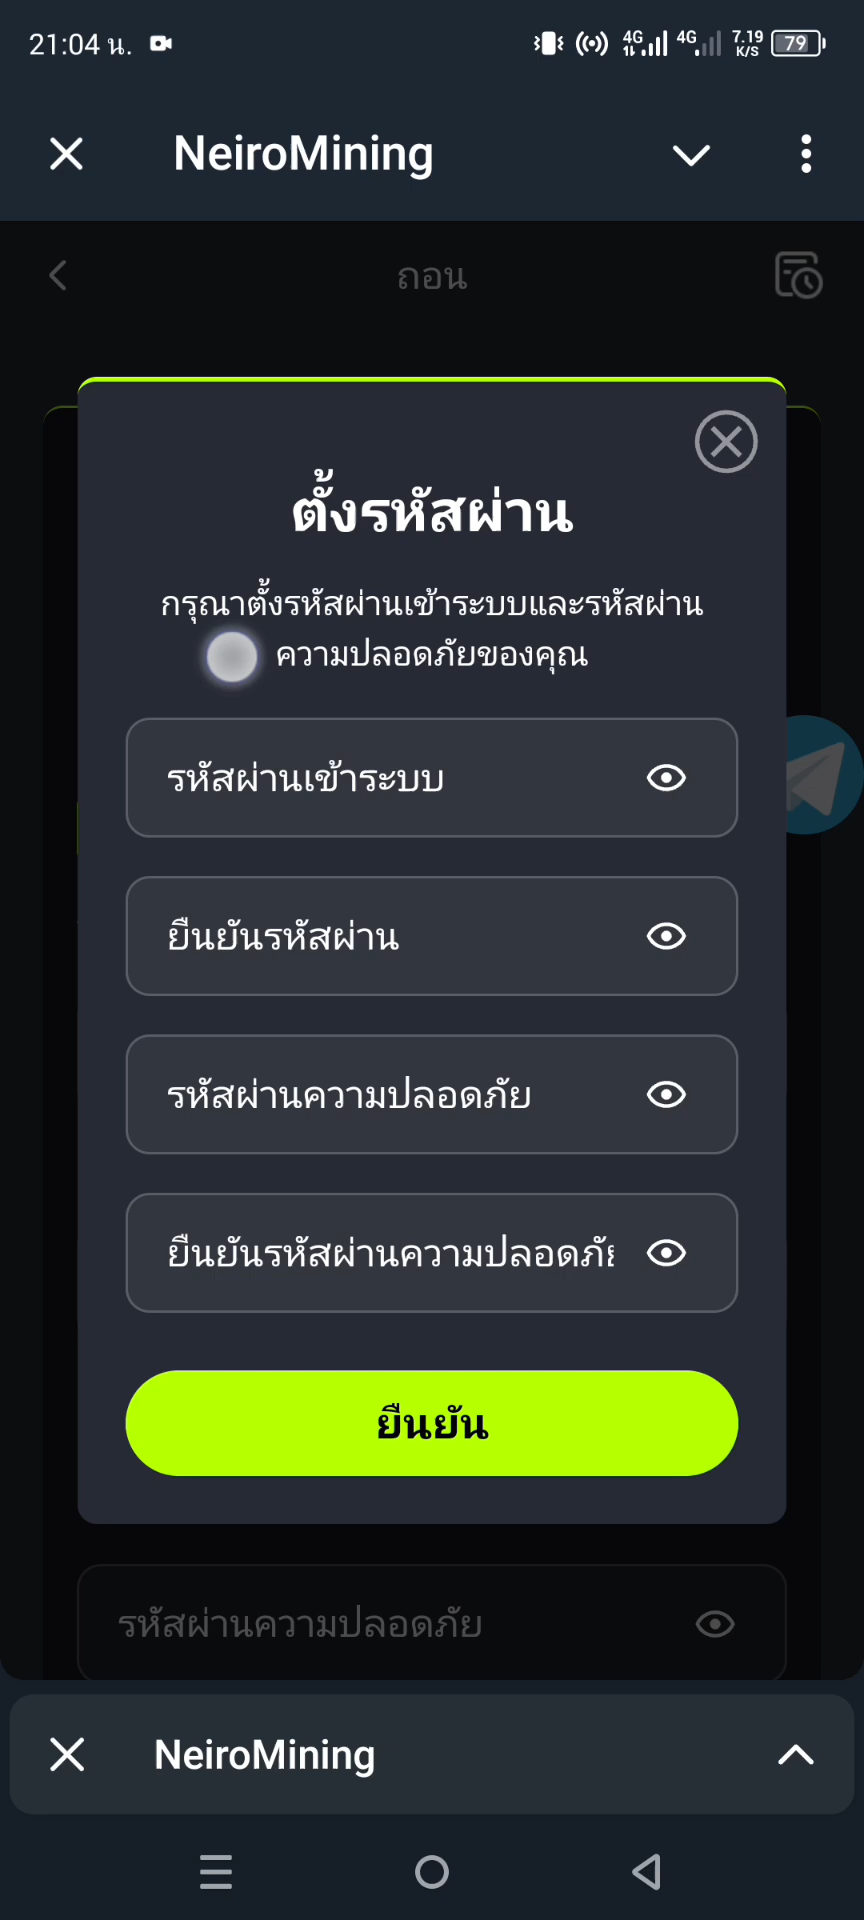 21:04 น.
4G 4G 7.19 K/S 79
NeiroMining
ถอน
ตั้งรหัสผ่าน
กรุณาตั้งรหัสผ่านเข้าระบบและรหัสผ่าน
ความปลอดภัยของคุณ
รหัสผ่านเข้าระบบ
ยืนยันรหัสผ่าน
รหัสผ่านความปลอดภัย
ยืนยันรหัสผ่านความปลอดภัย
ยืนยัน
รหัสผ่านความปลอดภัย
NeiroMining